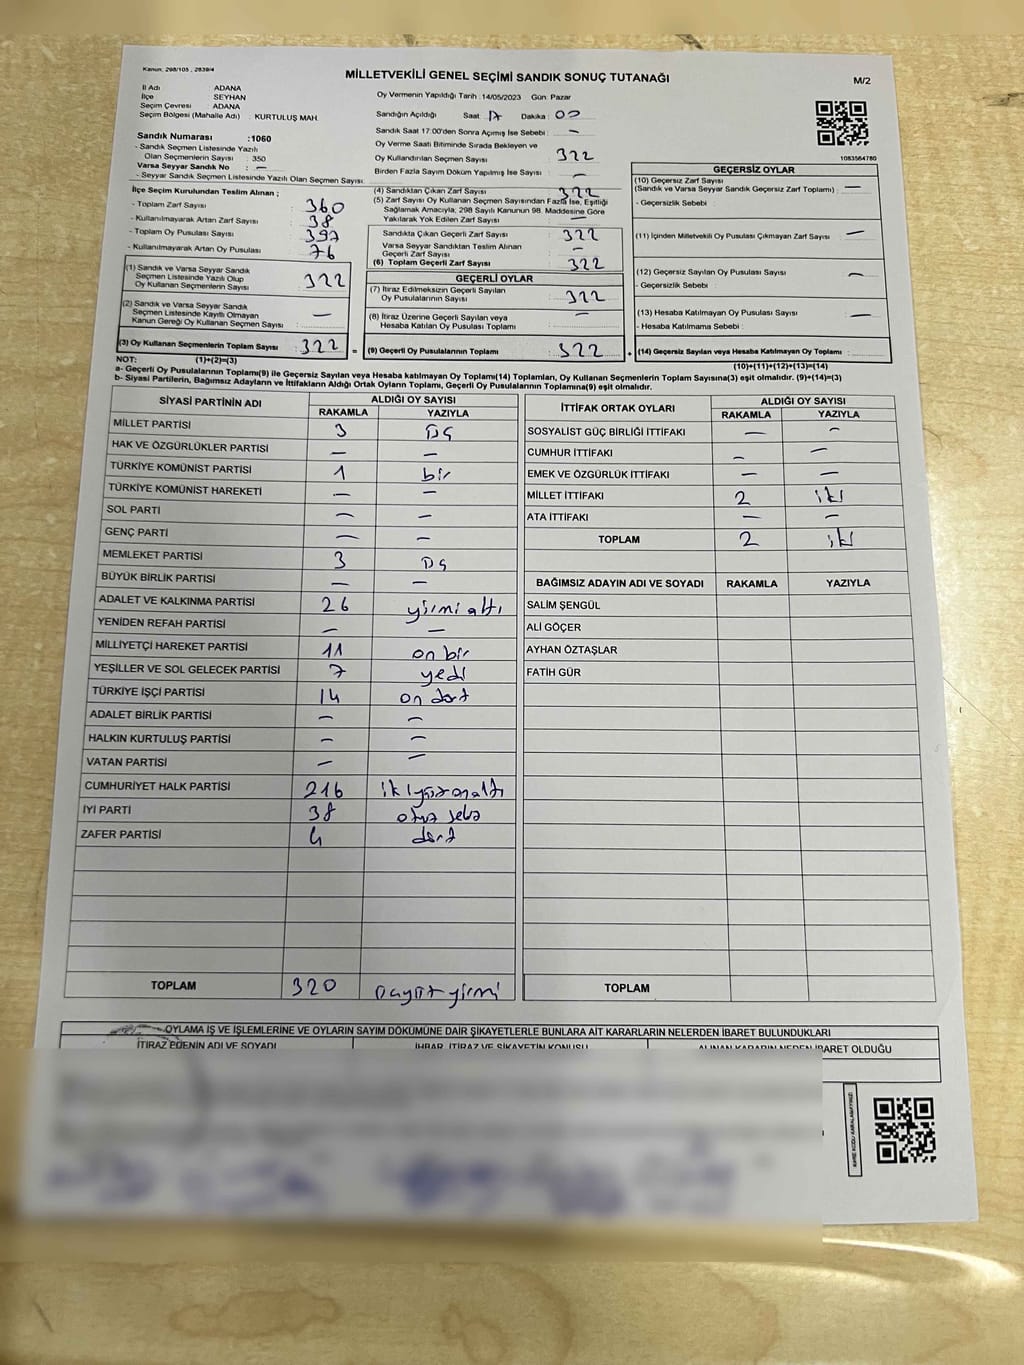 Kanun: 298/105 , 2839/4
MİLLETVEKİLİ GENEL SEÇİMİ SANDIK SONUÇ TUTANAĞI
M/2
İl Adı ADANA
İlçe SEYHAN
Seçim Çevresi : ADANA
Seçim Bölgesi (Mahalle Adı) : KURTULUŞ MAH.
Sandık Numarası :1060
- Sandık Seçmen Listesinde Yazılı
Olan Seçmenlerin Sayısı : 350
Varsa Seyyar Sandık No : —
- Seyyar Sandık Seçmen Listesinde Yazılı Olan Seçmen Sayısı:
İlçe Seçim Kurulundan Teslim Alınan ;
- Toplam Zarf Sayısı : 360
- Kullanılmayarak Artan Zarf Sayısı : 38
- Toplam Oy Pusulası Sayısı : 397
- Kullanılmayarak Artan Oy Pusulası : 76
(1) Sandık ve Varsa Seyyar Sandık
Seçmen Listesinde Yazılı Olup
Oy Kullanan Seçmenlerin Sayısı : 322
(2) Sandık ve Varsa Seyyar Sandık
Seçmen Listesinde Kayıtlı Olmayan
Kanun Gereği Oy Kullanan Seçmen Sayısı : —
(3) Oy Kullanan Seçmenlerin Toplam Sayısı : 322
Oy Vermenin Yapıldığı Tarih : 14/05/2023 Gün: Pazar
Sandığın Açıldığı Saat 17 Dakika : 00
Sandık Saat 17:00'den Sonra Açımış İse Sebebi : —
Oy Verme Saati Bitiminde Sırada Bekleyen ve
Oy Kullandırılan Seçmen Sayısı : 322
Birden Fazla Sayım Döküm Yapılmış İse Sayısı : —
(4) Sandıktan Çıkan Zarf Sayısı : 322
(5) Zarf Sayısı Oy Kullanan Seçmen Sayısından Fazla İse, Eşitliği
Sağlamak Amacıyla; 298 Sayılı Kanunun 98. Maddesine Göre
Yakılarak Yok Edilen Zarf Sayısı : —
Sandıkta Çıkan Geçerli Zarf Sayısı : 322
Varsa Seyyar Sandıktan Teslim Alınan
Geçerli Zarf Sayısı : —
(6) Toplam Geçerli Zarf Sayısı : 322
GEÇERLİ OYLAR
(7) İtiraz Edilmeksizin Geçerli Sayılan
Oy Pusulalarının Sayısı : 322
(8) İtiraz Üzerine Geçerli Sayılan veya
Hesaba Katılan Oy Pusulası Toplamı : —
= (9) Geçerli Oy Pusulalarının Toplamı : 322
1083564780
GEÇERSİZ OYLAR
(10) Geçersiz Zarf Sayısı
(Sandık ve Varsa Seyyar Sandık Geçersiz Zarf Toplamı) : —
- Geçersizlik Sebebi :
(11) İçinden Milletvekili Oy Pusulası Çıkmayan Zarf Sayısı : —
(12) Geçersiz Sayılan Oy Pusulası Sayısı : —
- Geçersizlik Sebebi :
(13) Hesaba Katılmayan Oy Pusulası Sayısı : —
- Hesaba Katılmama Sebebi :
+ (14) Geçersiz Sayılan veya Hesaba Katılmayan Oy Toplamı :
NOT: (1)+(2)=(3) (10)+(11)+(12)+(13)=(14)
a- Geçerli Oy Pusulalarının Toplamı(9) ile Geçersiz Sayılan veya Hesaba katılmayan Oy Toplamı(14) Toplamları, Oy Kullanan Seçmenlerin Toplam Sayısına(3) eşit olmalıdır. (9)+(14)=(3)
b- Siyasi Partilerin, Bağımsız Adayların ve İttifakların Aldığı Ortak Oyların Toplamı, Geçerli Oy Pusulalarının Toplamına(9) eşit olmalıdır.
SİYASİ PARTİNİN ADI ALDIĞI OY SAYISI
RAKAMLA YAZIYLA
MİLLET PARTİSİ 3 üç
HAK VE ÖZGÜRLÜKLER PARTİSİ — —
TÜRKİYE KOMÜNİST PARTİSİ 1 bir
TÜRKİYE KOMÜNİST HAREKETİ — —
SOL PARTİ — —
GENÇ PARTİ — —
MEMLEKET PARTİSİ 3 üç
BÜYÜK BİRLİK PARTİSİ — —
ADALET VE KALKINMA PARTİSİ 26 yirmi altı
YENİDEN REFAH PARTİSİ — —
MİLLİYETÇİ HAREKET PARTİSİ 11 on bir
YEŞİLLER VE SOL GELECEK PARTİSİ 7 yedi
TÜRKİYE İŞÇİ PARTİSİ 14 on dört
ADALET BİRLİK PARTİSİ — —
HALKIN KURTULUŞ PARTİSİ — —
VATAN PARTİSİ — —
CUMHURİYET HALK PARTİSİ 216 ikiyüzonaltı
İYİ PARTİ 38 otuz sekiz
ZAFER PARTİSİ 4 dört
TOPLAM 320 üçyüzyirmi
İTTİFAK ORTAK OYLARI ALDIĞI OY SAYISI
RAKAMLA YAZIYLA
SOSYALİST GÜÇ BİRLİĞİ İTTİFAKI — —
CUMHUR İTTİFAKI — —
EMEK VE ÖZGÜRLÜK İTTİFAKI — —
MİLLET İTTİFAKI 2 iki
ATA İTTİFAKI — —
TOPLAM 2 iki
BAĞIMSIZ ADAYIN ADI VE SOYADI RAKAMLA YAZIYLA
SALİM ŞENGÜL
ALİ GÖÇER
AYHAN ÖZTAŞLAR
FATİH GÜR
TOPLAM
OYLAMA İŞ VE İŞLEMLERİNE VE OYLARIN SAYIM DÖKÜMÜNE DAİR ŞİKAYETLERLE BUNLARA AİT KARARLARIN NELERDEN İBARET BULUNDUKLARI
İTİRAZ EDENİN ADI VE SOYADI İHBAR, İTİRAZ VE ŞİKAYETİN KONUSU ALINAN KARARIN NEDEN İBARET OLDUĞU